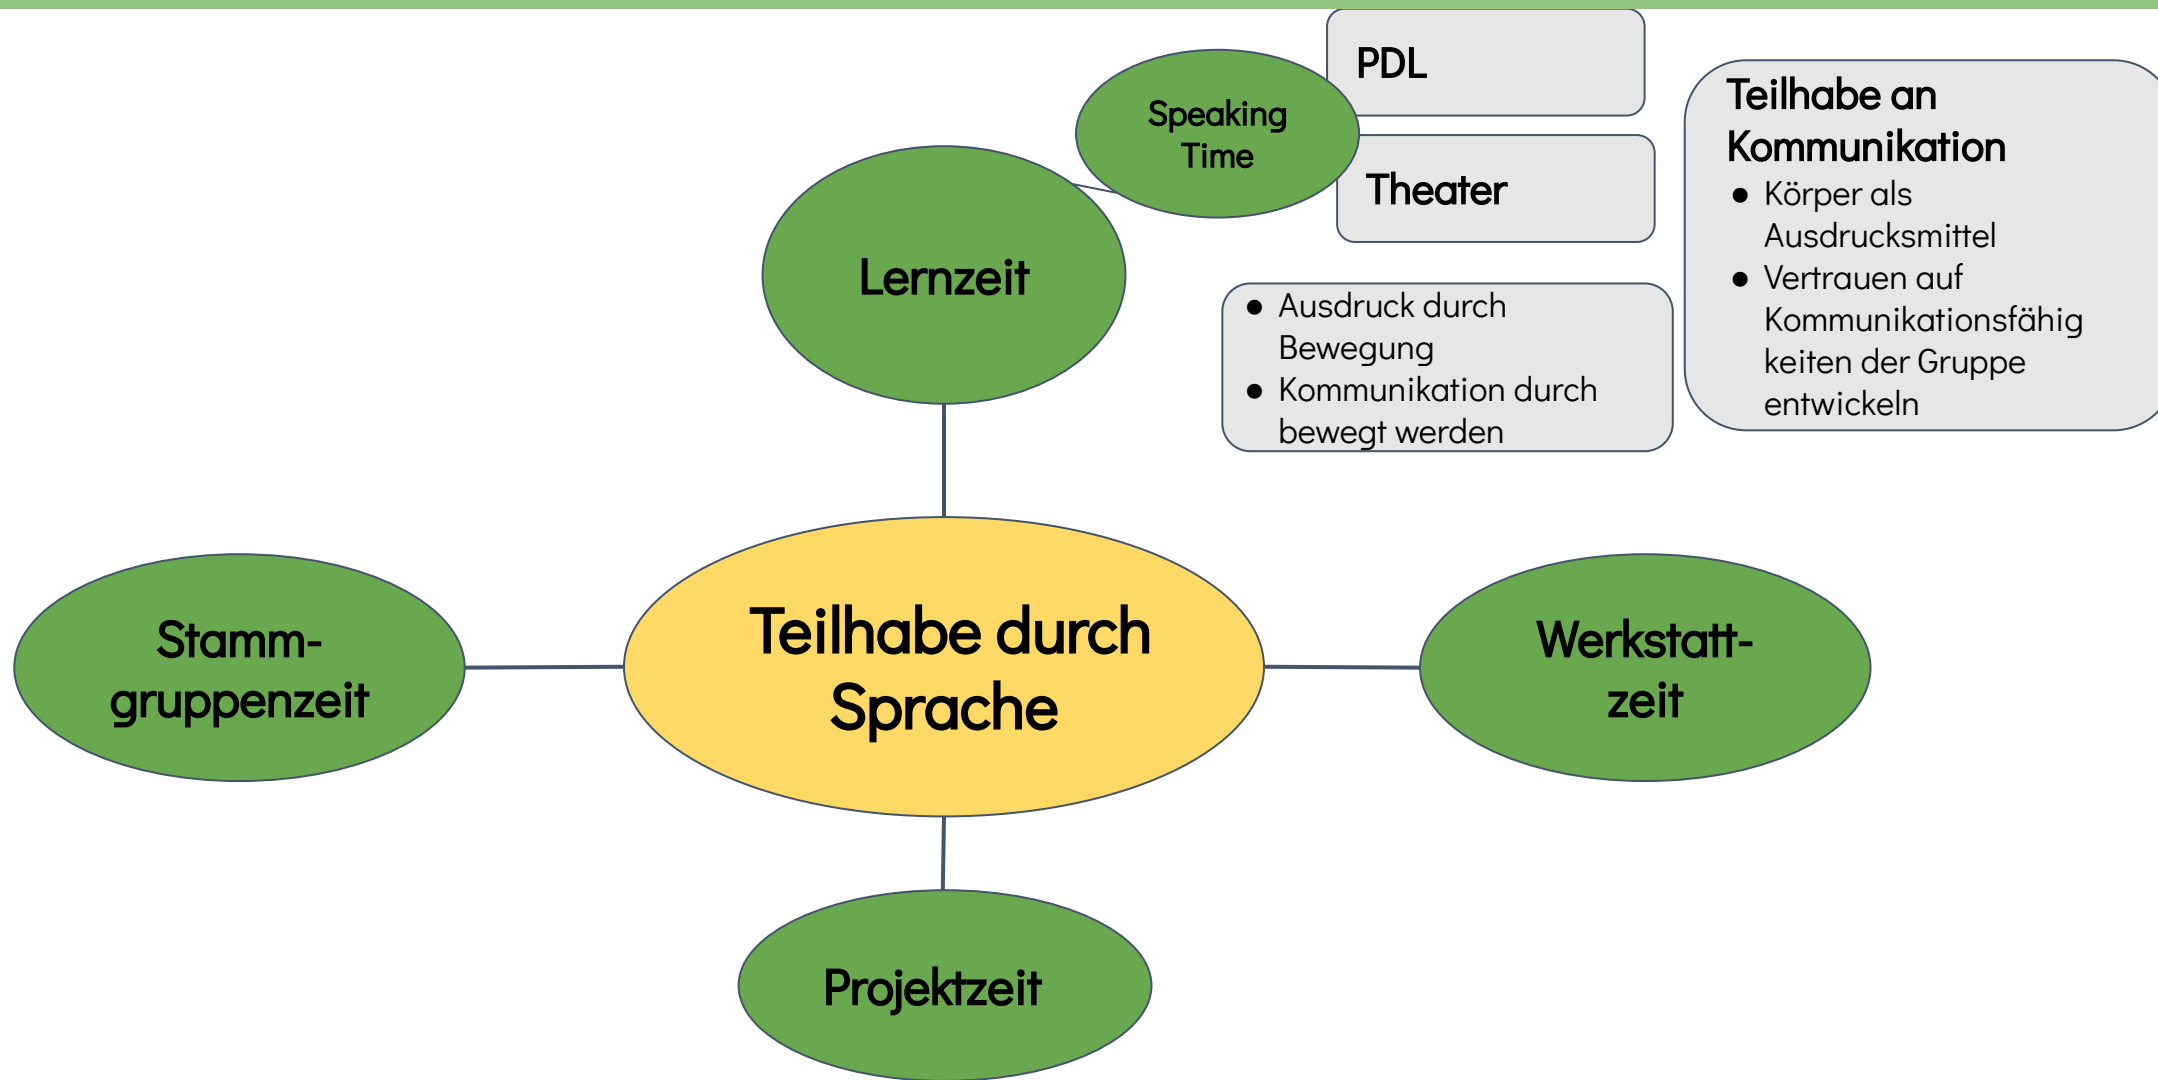 PDL
Speaking
Time
Theater
Teilhabe an
Kommunikation
● Körper als
Ausdrucksmittel
● Vertrauen auf
Kommunikationsfähig
keiten der Gruppe
entwickeln
Lernzeit
● Ausdruck durch
Bewegung
● Kommunikation durch
bewegt werden
Stamm-
gruppenzeit
Teilhabe durch
Sprache
Werkstatt-
zeit
Projektzeit